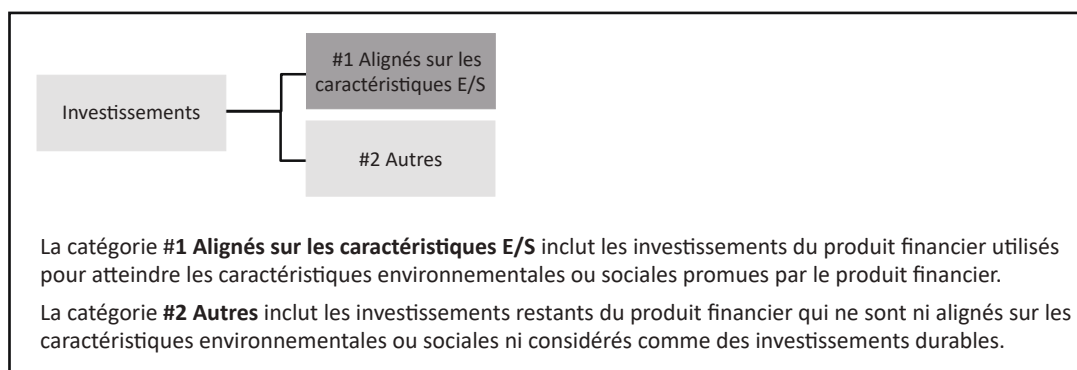 #1 Alignés sur les
caractéristiques E/S
Investissements
#2 Autres
La catégorie #1 Alignés sur les caractéristiques E/S inclut les investissements du produit financier utilisés
pour atteindre les caractéristiques environnementales ou sociales promues par le produit financier.
La catégorie #2 Autres inclut les investissements restants du produit financier qui ne sont ni alignés sur les
caractéristiques environnementales ou sociales ni considérés comme des investissements durables.